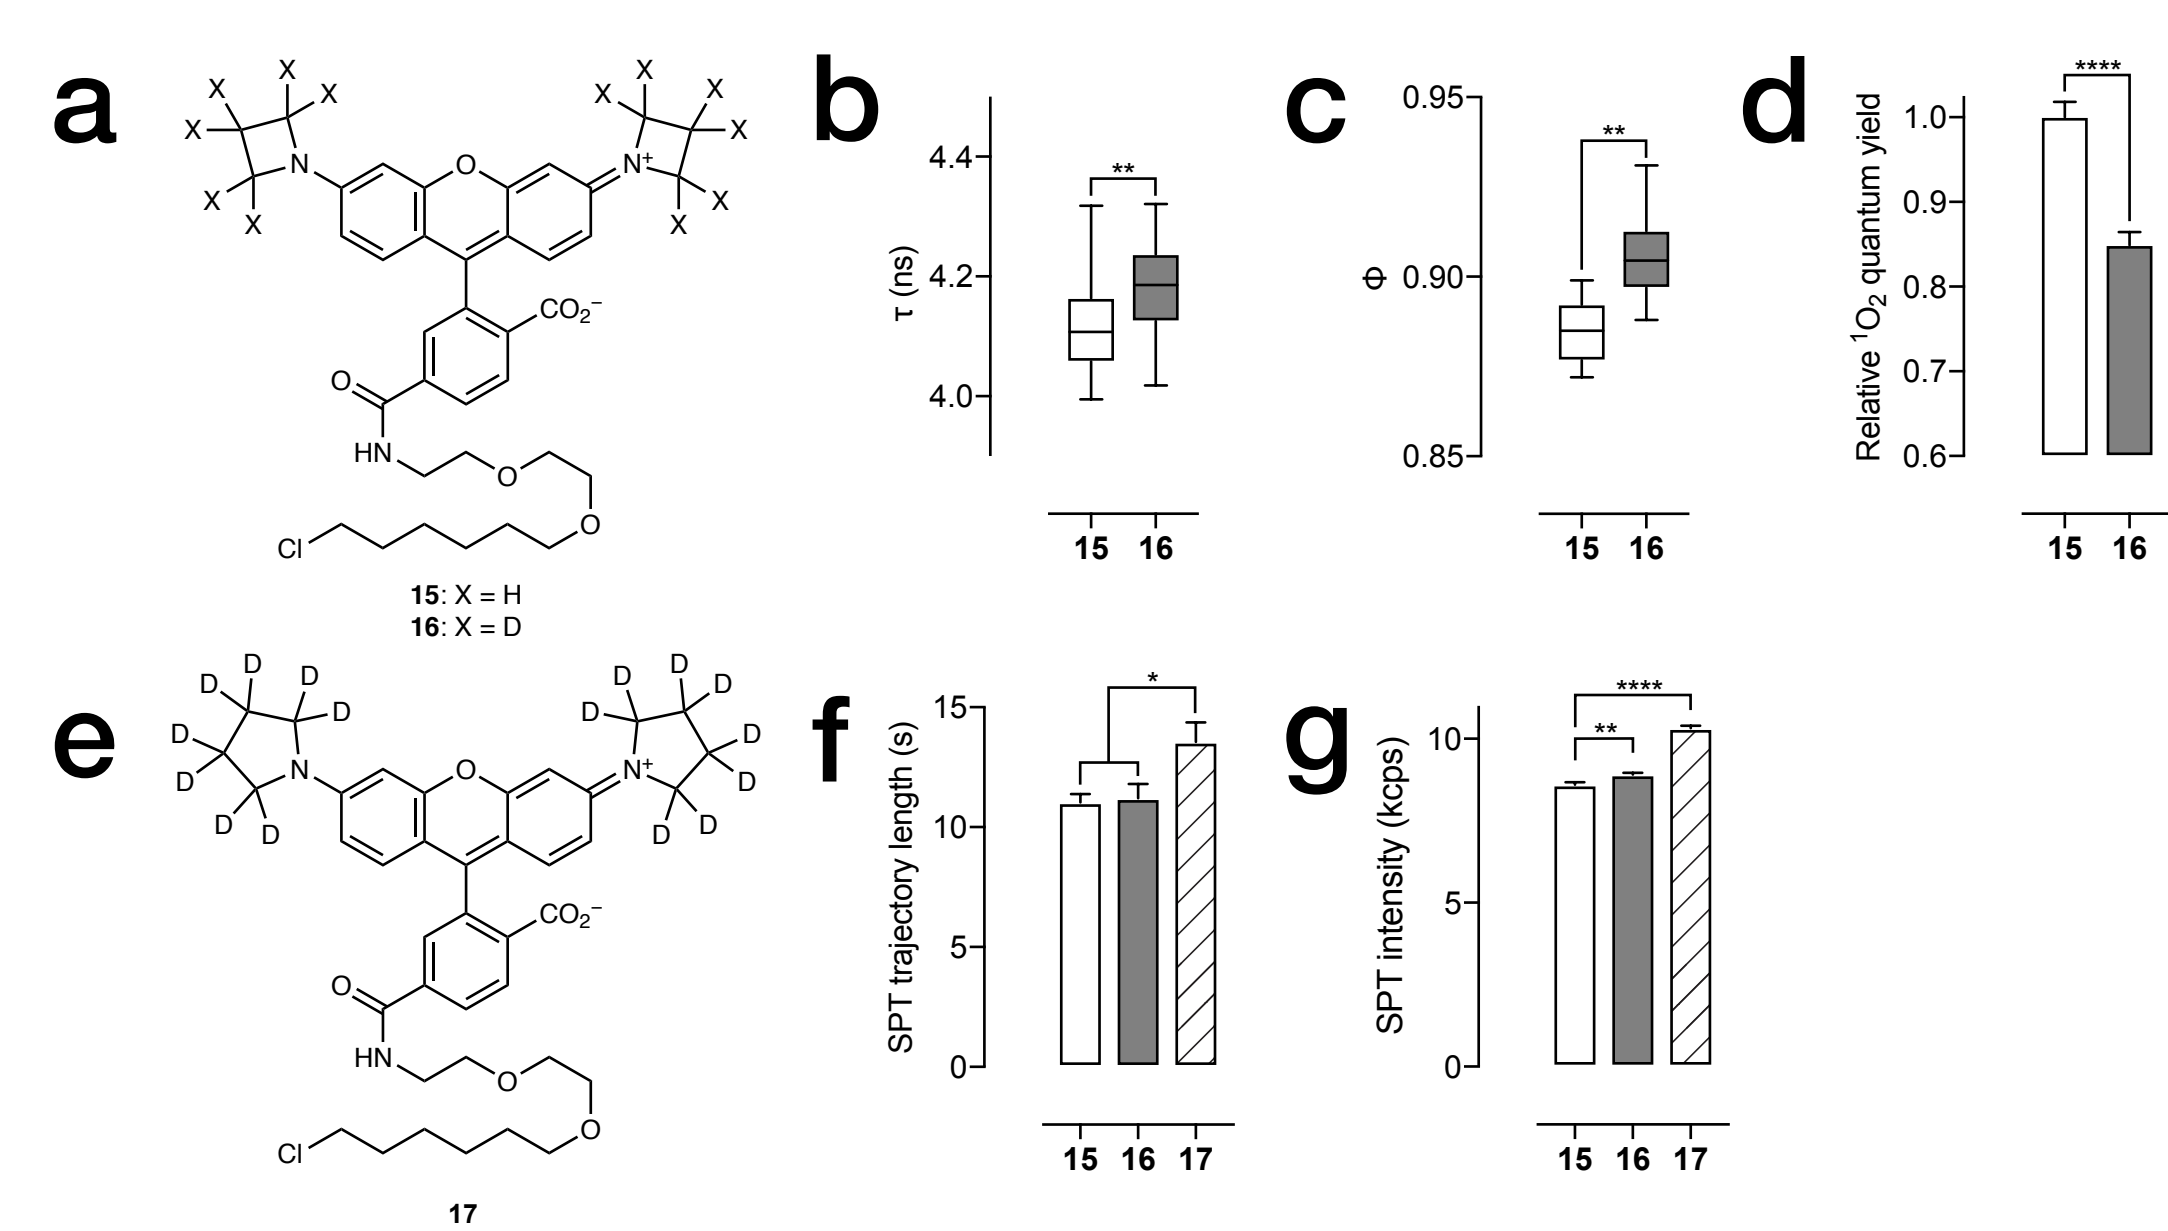 a
X X X X X X
X X X X X X
N O N+
CO2−
O
HN
O
O
Cl
15: X = H
16: X = D
b
τ (ns)
4.4
4.2
4.0
**
15 16
c
Φ
0.95
0.90
0.85
**
15 16
d
Relative 1O2 quantum yield
1.0
0.9
0.8
0.7
0.6
****
15 16
e
D D D D D D D D
D D D D D D D D
N O N+
CO2−
O
HN
O
O
Cl
17
f
SPT trajectory length (s)
15
10
5
0
*
15 16 17
g
SPT intensity (kcps)
10
5
0
****
**
15 16 17